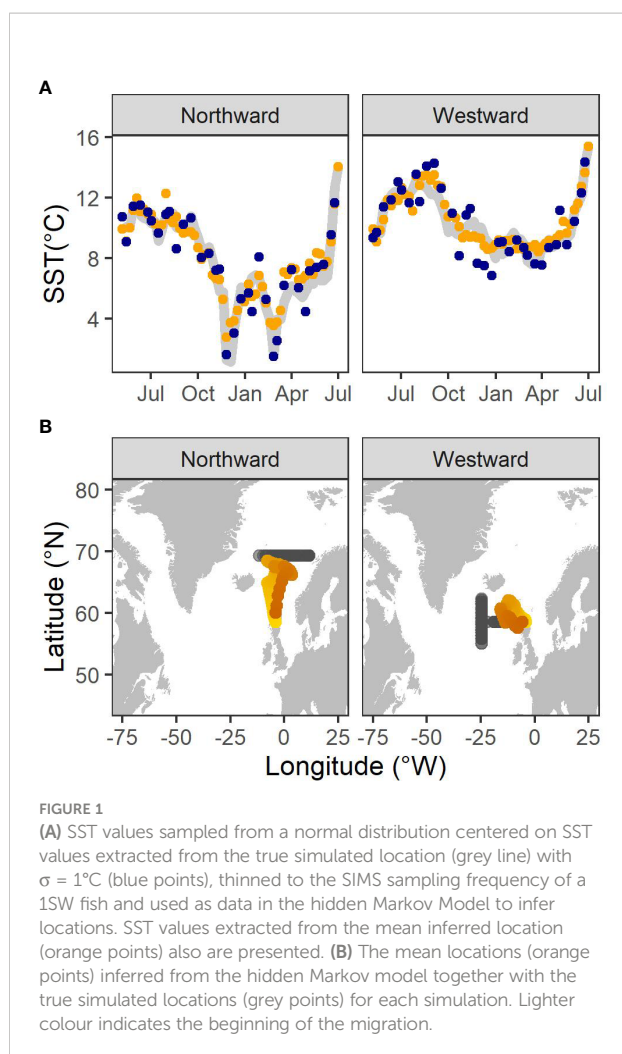 A
Northward
Westward
SST(°C)
16
12
8
4
Jul
Oct
Jan
Apr
Jul
Jul
Oct
Jan
Apr
Jul
B
Northward
Westward
Latitude (°N)
80
70
60
50
-75
-50
-25
0
25
-75
-50
-25
0
25
Longitude (°W)
FIGURE 1
(A) SST values sampled from a normal distribution centered on SST
values extracted from the true simulated location (grey line) with
σ = 1°C (blue points), thinned to the SIMS sampling frequency of a
1SW fish and used as data in the hidden Markov Model to infer
locations. SST values extracted from the mean inferred location
(orange points) also are presented. (B) The mean locations (orange
points) inferred from the hidden Markov model together with the
true simulated locations (grey points) for each simulation. Lighter
colour indicates the beginning of the migration.